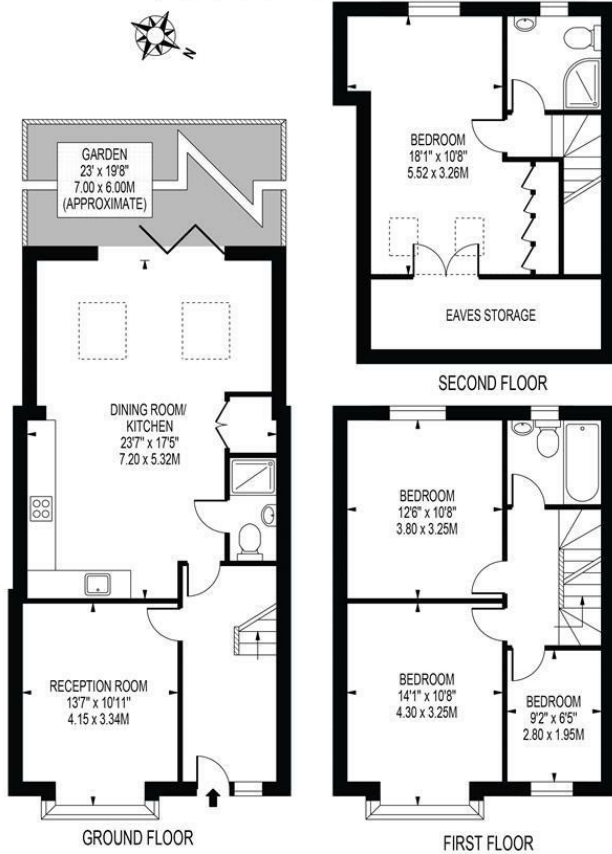 N
GARDEN
23' x 19'8"
7.00 x 6.00M
(APPROXIMATE)
DINING ROOM/
KITCHEN
23'7" x 17'5"
7.20 x 5.32M
RECEPTION ROOM
13'7" x 10'11"
4.15 x 3.34M
GROUND FLOOR
BEDROOM
18'1" x 10'8"
5.52 x 3.26M
EAVES STORAGE
SECOND FLOOR
BEDROOM
12'6" x 10'8"
3.80 x 3.25M
BEDROOM
14'1" x 10'8"
4.30 x 3.25M
BEDROOM
9'2" x 6'5"
2.80 x 1.95M
FIRST FLOOR